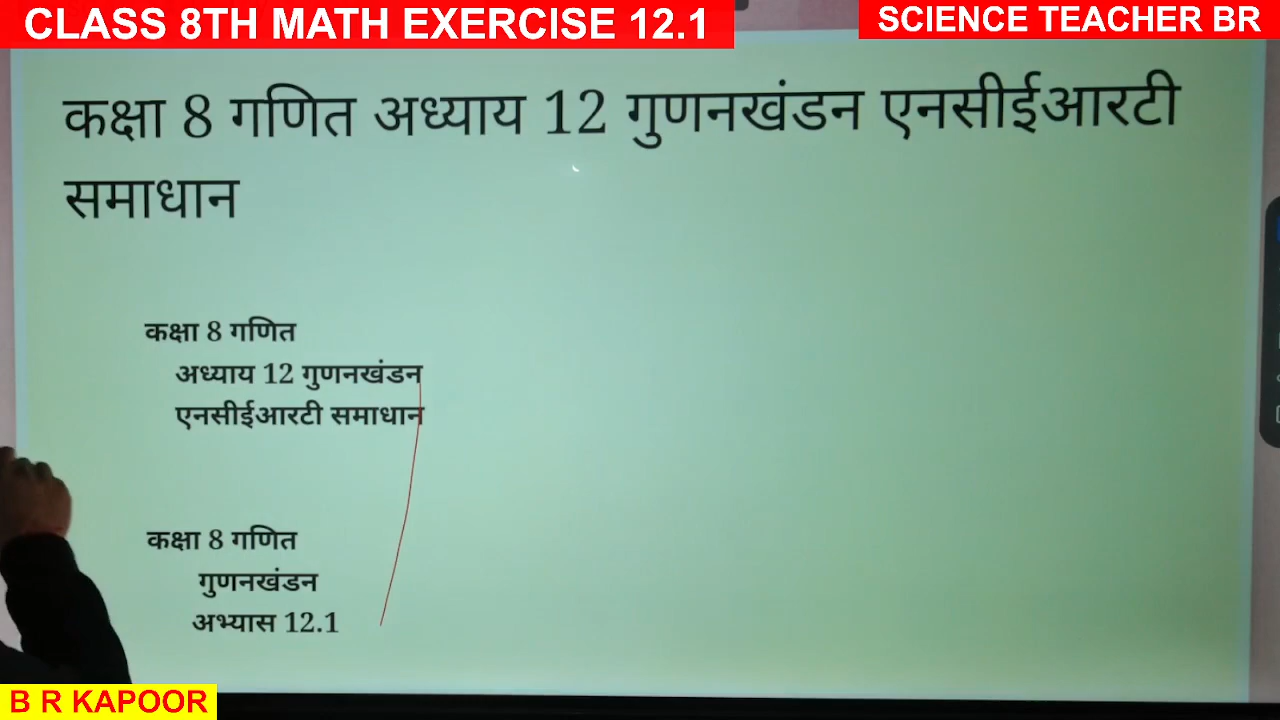 CLASS 8TH MATH EXERCISE 12.1
SCIENCE TEACHER BR
कक्षा 8 गणित अध्याय 12 गुणनखंडन एनसीईआरटी
समाधान
कक्षा 8 गणित
अध्याय 12 गुणनखंडन
एनसीईआरटी समाधान
कक्षा 8 गणित
गुणनखंडन
अभ्यास 12.1
B R KAPOOR